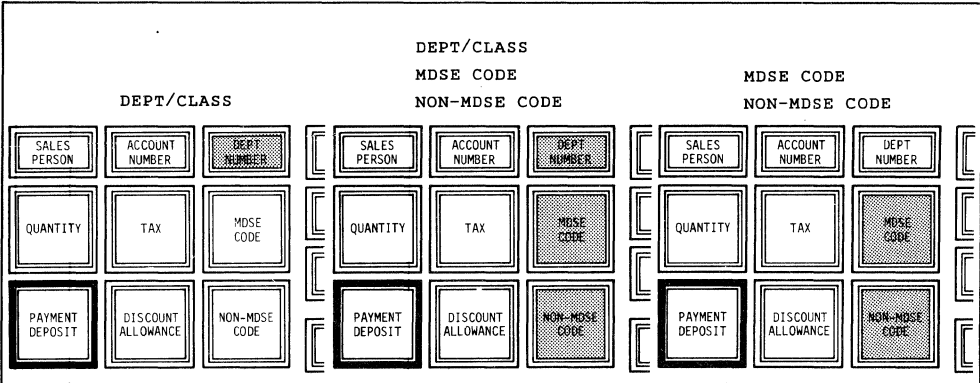 DEPT/CLASS
DEPT/CLASS
MDSE CODE
NON-MDSE CODE
MDSE CODE
NON-MDSE CODE
SALES
PERSON
ACCOUNT
NUMBER
DEPT
NUMBER
QUANTITY
TAX
MDSE
CODE
PAYMENT
DEPOSIT
DISCOUNT
ALLOWANCE
NON-MDSE
CODE
SALES
PERSON
ACCOUNT
NUMBER
DEPT
NUMBER
QUANTITY
TAX
MDSE
CODE
PAYMENT
DEPOSIT
DISCOUNT
ALLOWANCE
NON-MDSE
CODE
SALES
PERSON
ACCOUNT
NUMBER
DEPT
NUMBER
QUANTITY
TAX
MDSE
CODE
PAYMENT
DEPOSIT
DISCOUNT
ALLOWANCE
NON-MDSE
CODE